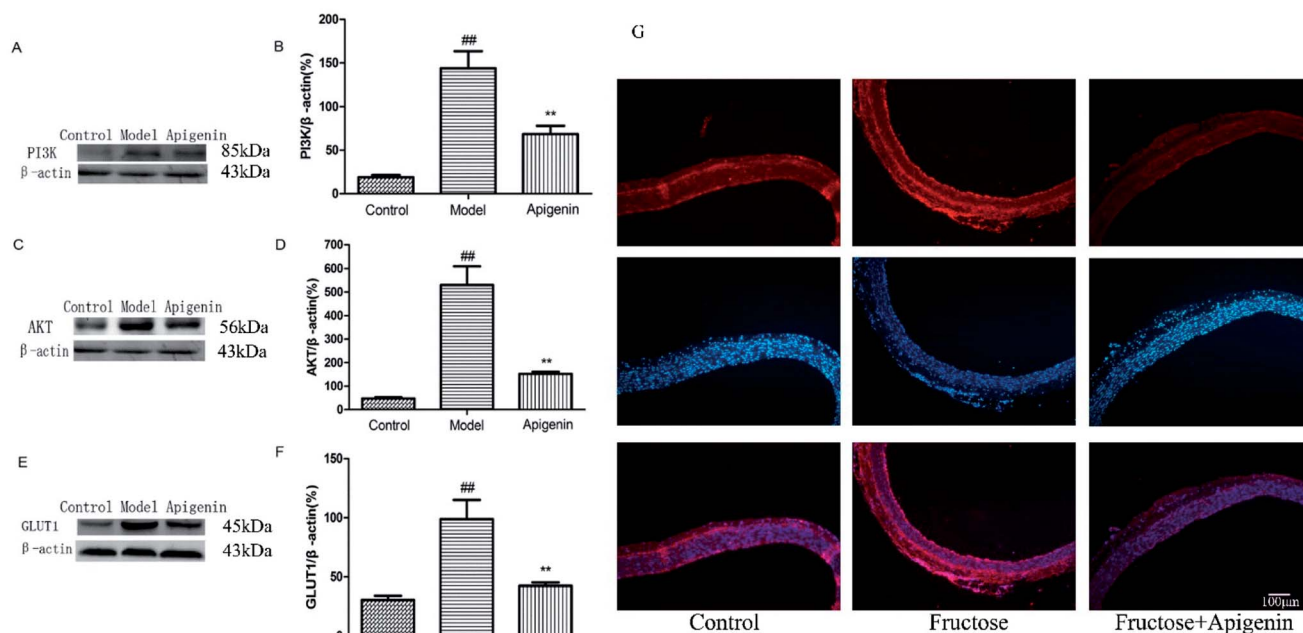 A
Control Model Apigenin
PI3K 85kDa
β-actin 43kDa
B
PI3K/β-actin(%)
200
150
100
50
0
##
**
Control Model Apigenin
C
Control Model Apigenin
AKT 56kDa
β-actin 43kDa
D
AKT/β-actin(%)
700
600
500
400
300
200
100
0
##
**
Control Model Apigenin
E
Control Model Apigenin
GLUT1 45kDa
β-actin 43kDa
F
GLUT1/β-actin(%)
150
100
50
##
**
G
100μm
Control Fructose Fructose+Apigenin